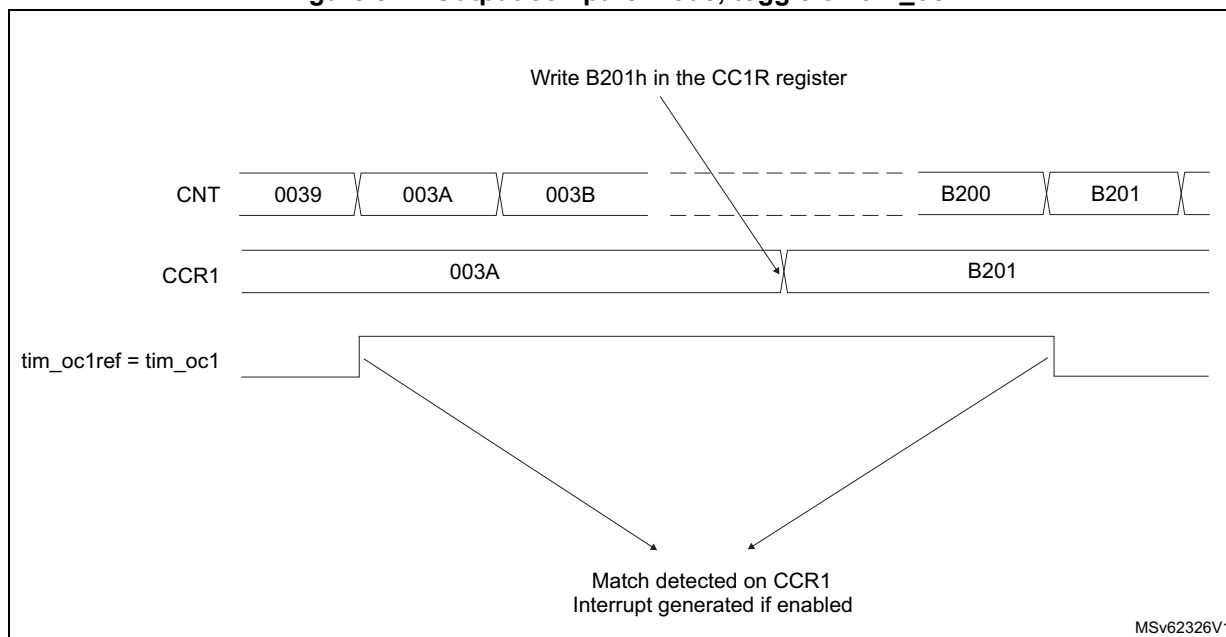 Write B201h in the CC1R register
CNT 0039 003A 003B B200 B201
CCR1 003A B201
tim_oc1ref = tim_oc1
Match detected on CCR1
Interrupt generated if enabled
MSv62326V1